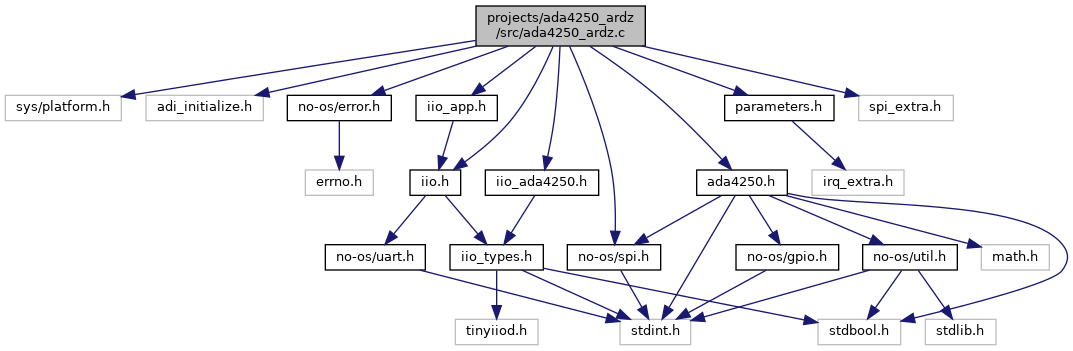 projects/ada4250_ardz
/src/ada4250_ardz.c
sys/platform.h
adi_initialize.h
no-os/error.h
iio_app.h
parameters.h
spi_extra.h
errno.h
iio.h
iio_ada4250.h
ada4250.h
irq_extra.h
no-os/uart.h
iio_types.h
no-os/spi.h
no-os/gpio.h
no-os/util.h
math.h
tinyiiod.h
stdint.h
stdbool.h
stdlib.h